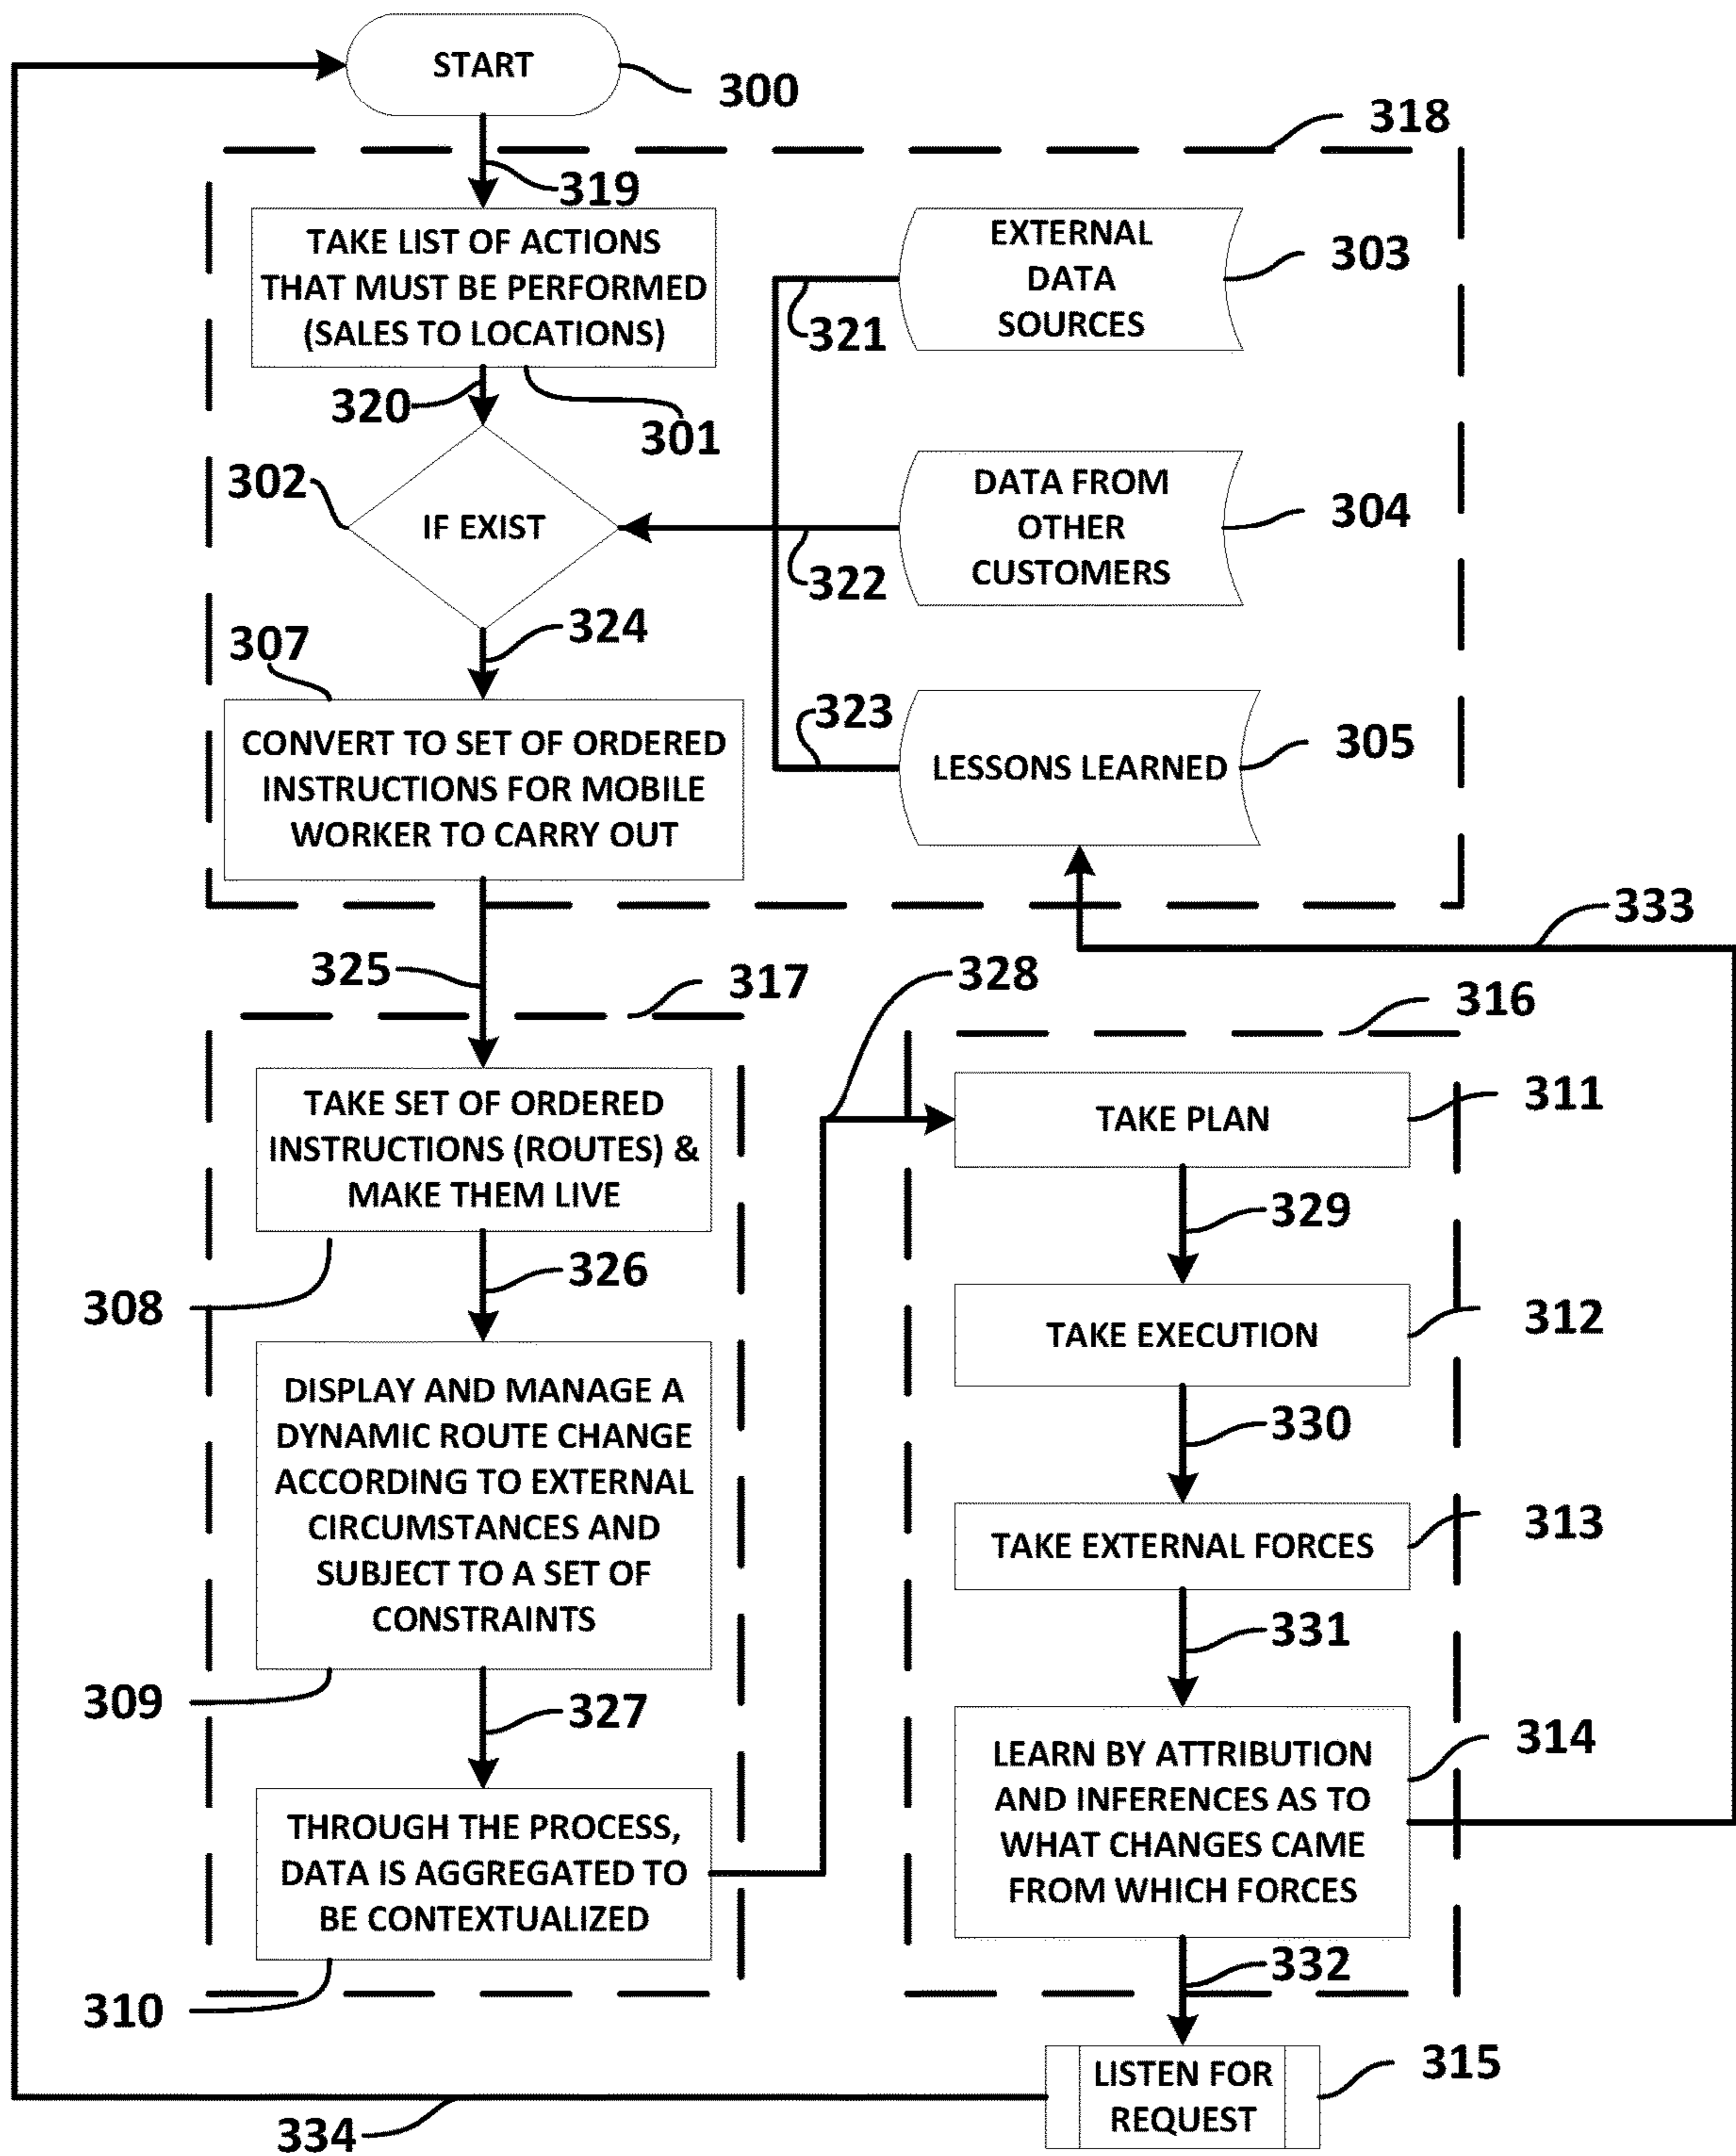 START
300
318
319
TAKE LIST OF ACTIONS
THAT MUST BE PERFORMED
(SALES TO LOCATIONS)
EXTERNAL
DATA
SOURCES
303
321
320
301
302
IF EXIST
DATA FROM
OTHER
CUSTOMERS
304
322
324
307
CONVERT TO SET OF ORDERED
INSTRUCTIONS FOR MOBILE
WORKER TO CARRY OUT
323
LESSONS LEARNED
305
333
325
317
328
316
TAKE SET OF ORDERED
INSTRUCTIONS (ROUTES) &
MAKE THEM LIVE
308
326
DISPLAY AND MANAGE A
DYNAMIC ROUTE CHANGE
ACCORDING TO EXTERNAL
CIRCUMSTANCES AND
SUBJECT TO A SET OF
CONSTRAINTS
309
327
THROUGH THE PROCESS,
DATA IS AGGREGATED TO
BE CONTEXTUALIZED
310
TAKE PLAN
311
329
TAKE EXECUTION
312
330
TAKE EXTERNAL FORCES
313
331
LEARN BY ATTRIBUTION
AND INFERENCES AS TO
WHAT CHANGES CAME
FROM WHICH FORCES
314
332
LISTEN FOR
REQUEST
315
334